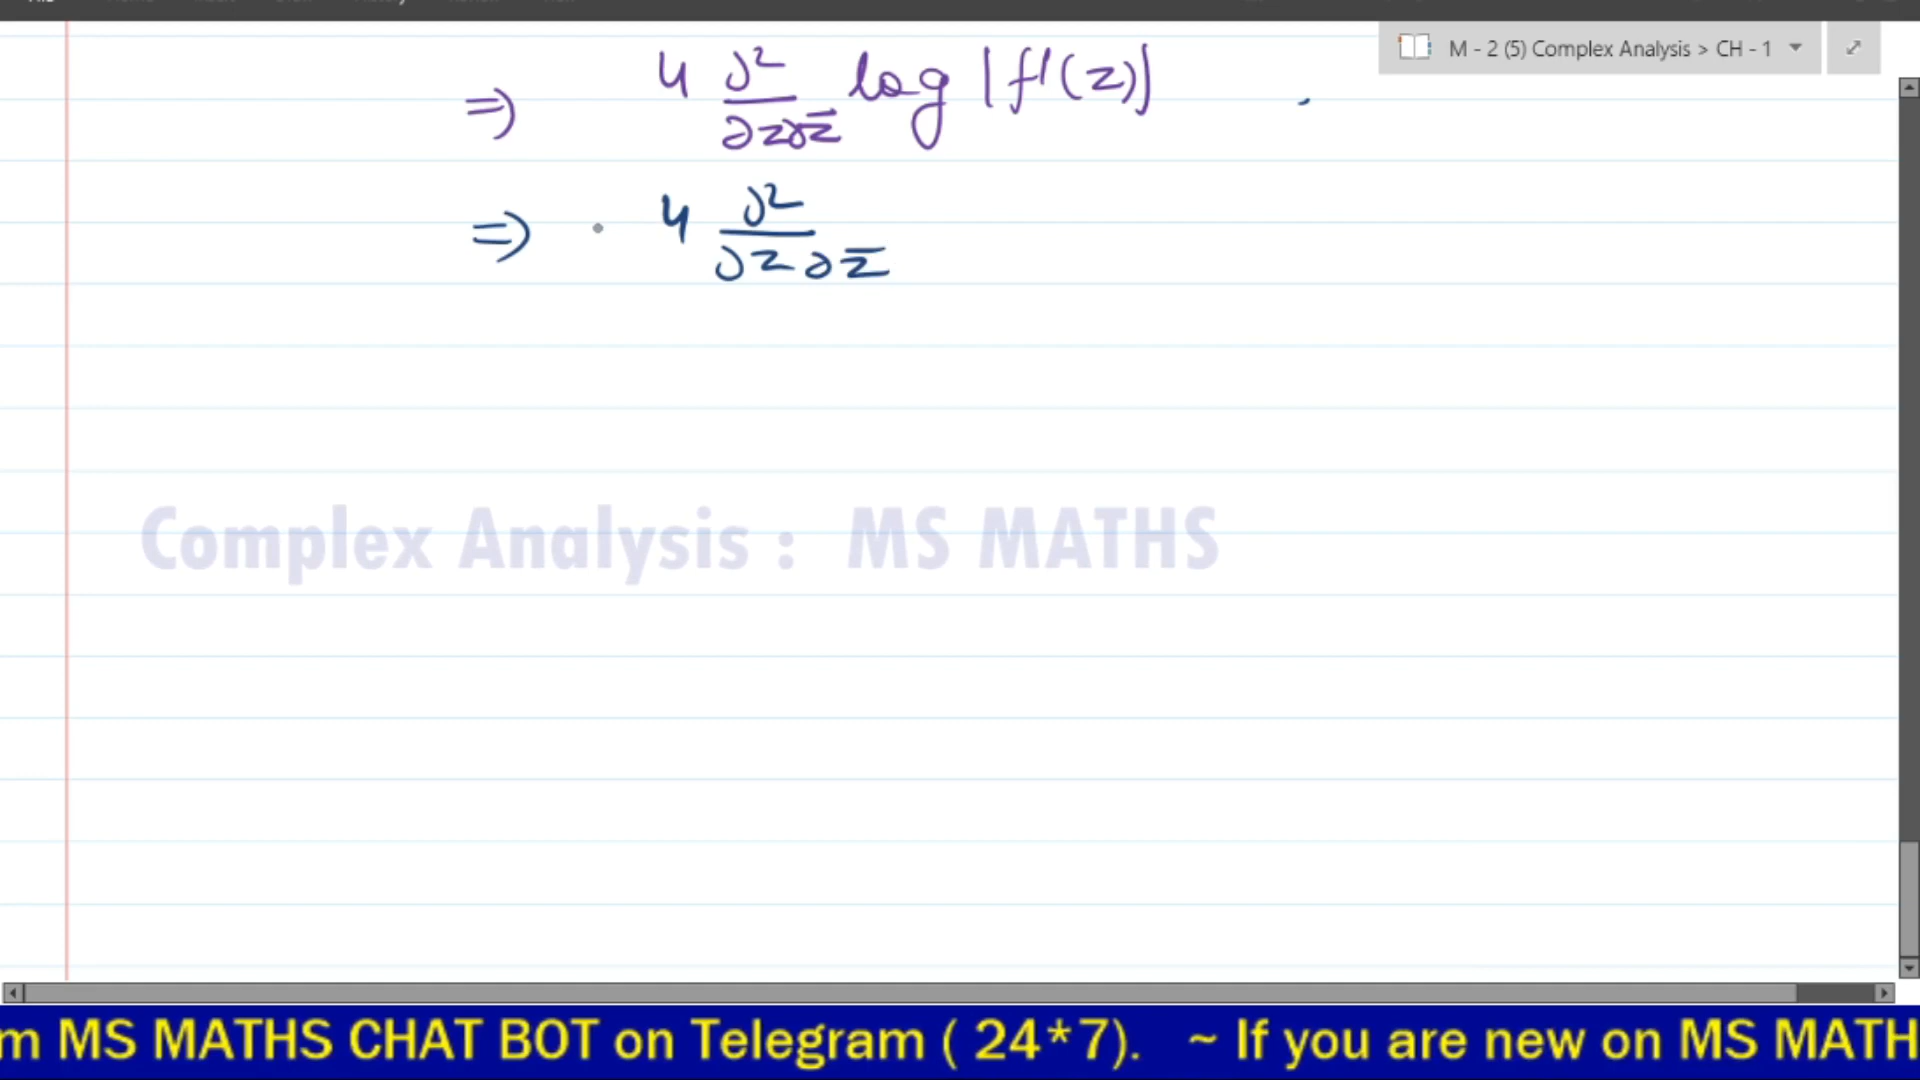 M - 2 (5) Complex Analysis > CH - 1
⇒ 4 ∂²/∂z∂z̅ log |f'(z)|
⇒ 4 ∂²/∂z ∂z̅
Complex Analysis : MS MATHS
m MS MATHS CHAT BOT on Telegram ( 24*7). ~ If you are new on MS MATH